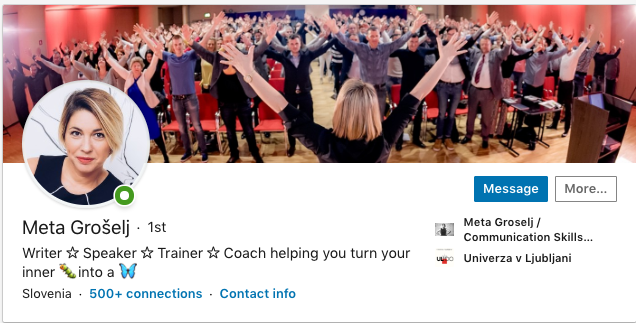 Message
More...
Meta Grošelj · 1st
Writer ☆ Speaker ☆ Trainer ☆ Coach helping you turn your
inner 🐛into a 🦋
Slovenia · 500+ connections · Contact info
Meta Groselj /
Communication Skills...
Univerza v Ljubljani